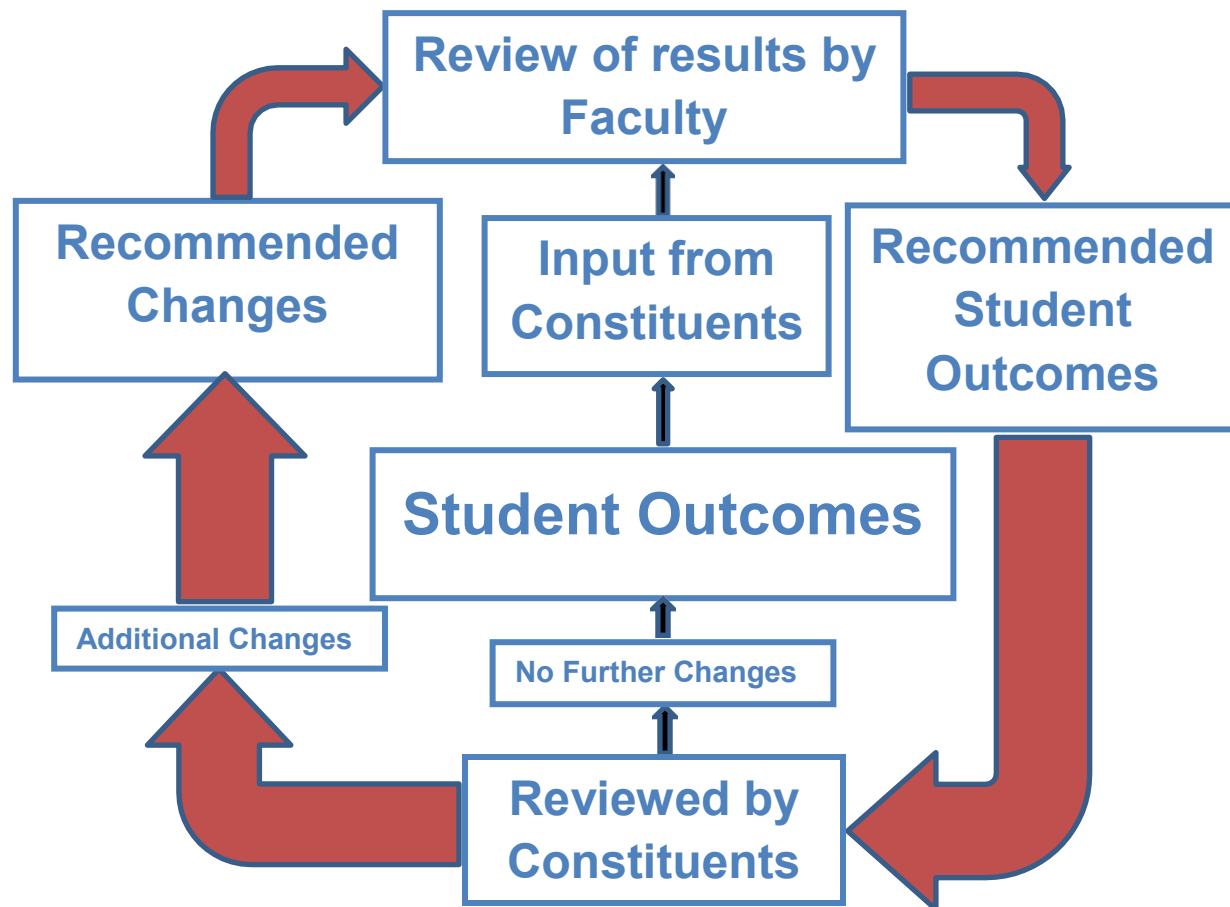 Review of results by
Faculty
Recommended
Changes
Input from
Constituents
Recommended
Student
Outcomes
Student Outcomes
Additional Changes
No Further Changes
Reviewed by
Constituents